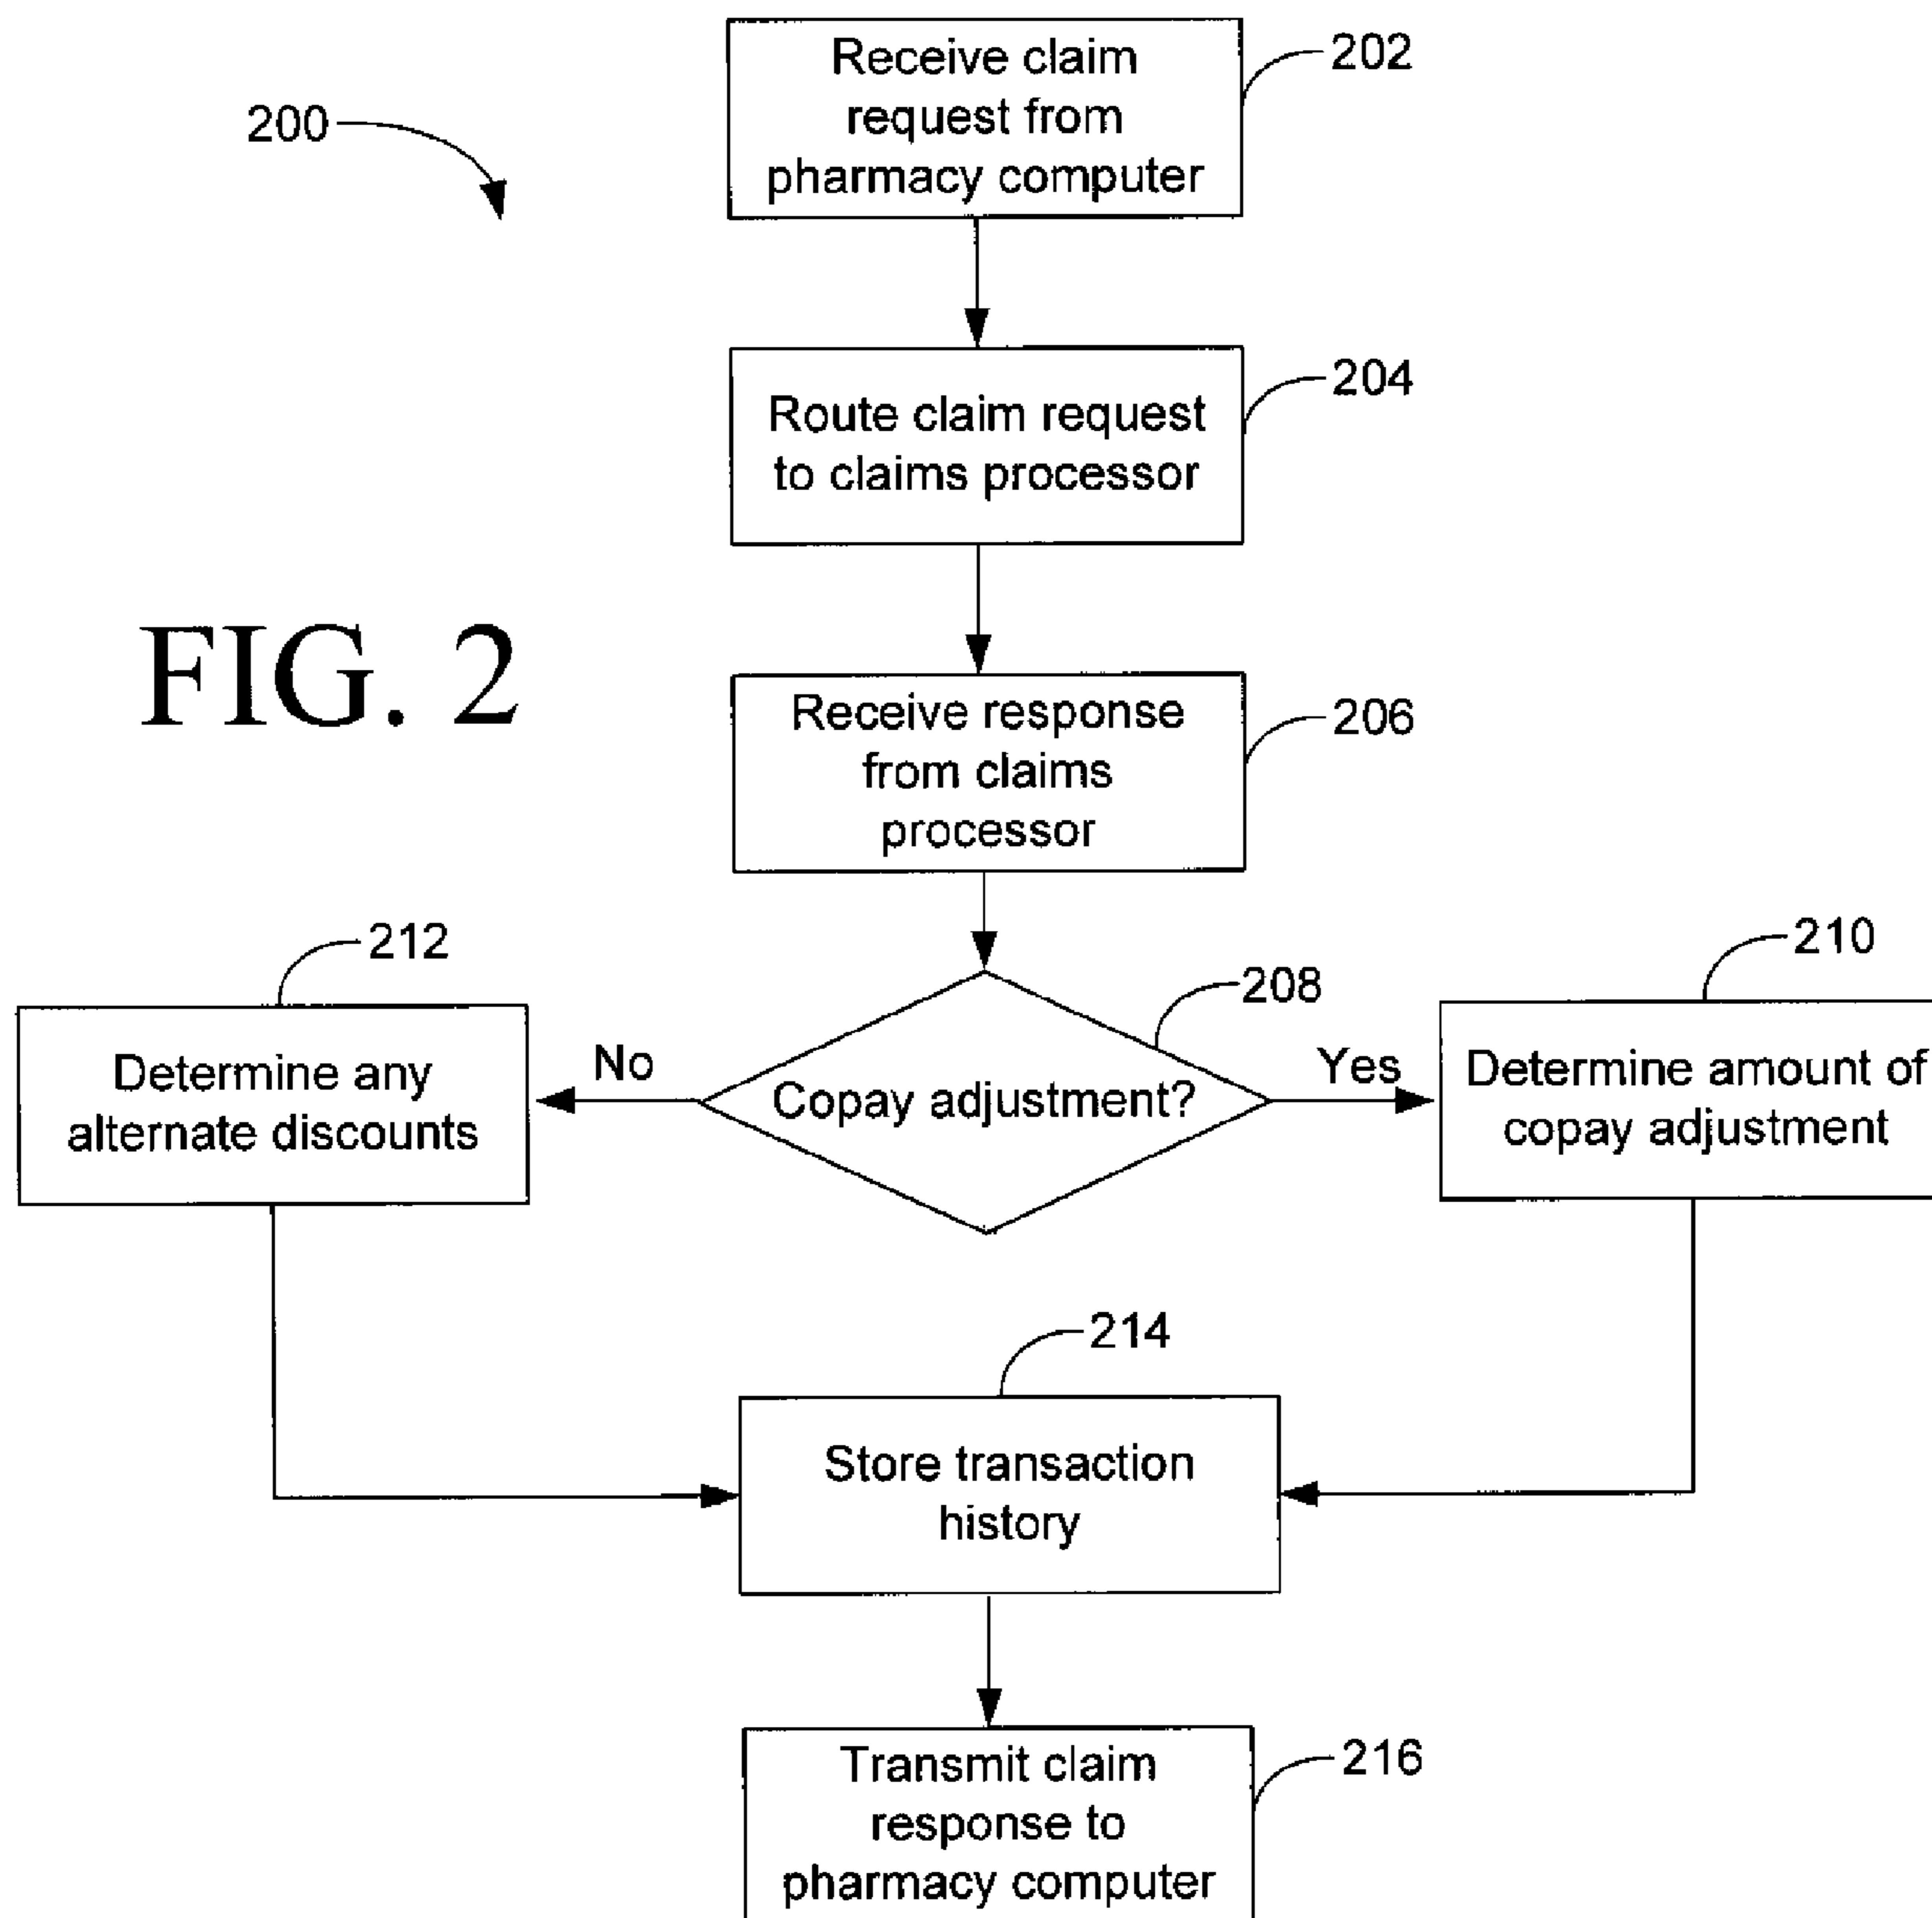 Receive claim
request from
pharmacy computer
202
200
Route claim request
to claims processor
204
FIG. 2
Receive response
from claims
processor
206
212
210
208
Determine any
alternate discounts
No
Copay adjustment?
Yes
Determine amount of
copay adjustment
214
Store transaction
history
Transmit claim
response to
pharmacy computer
216